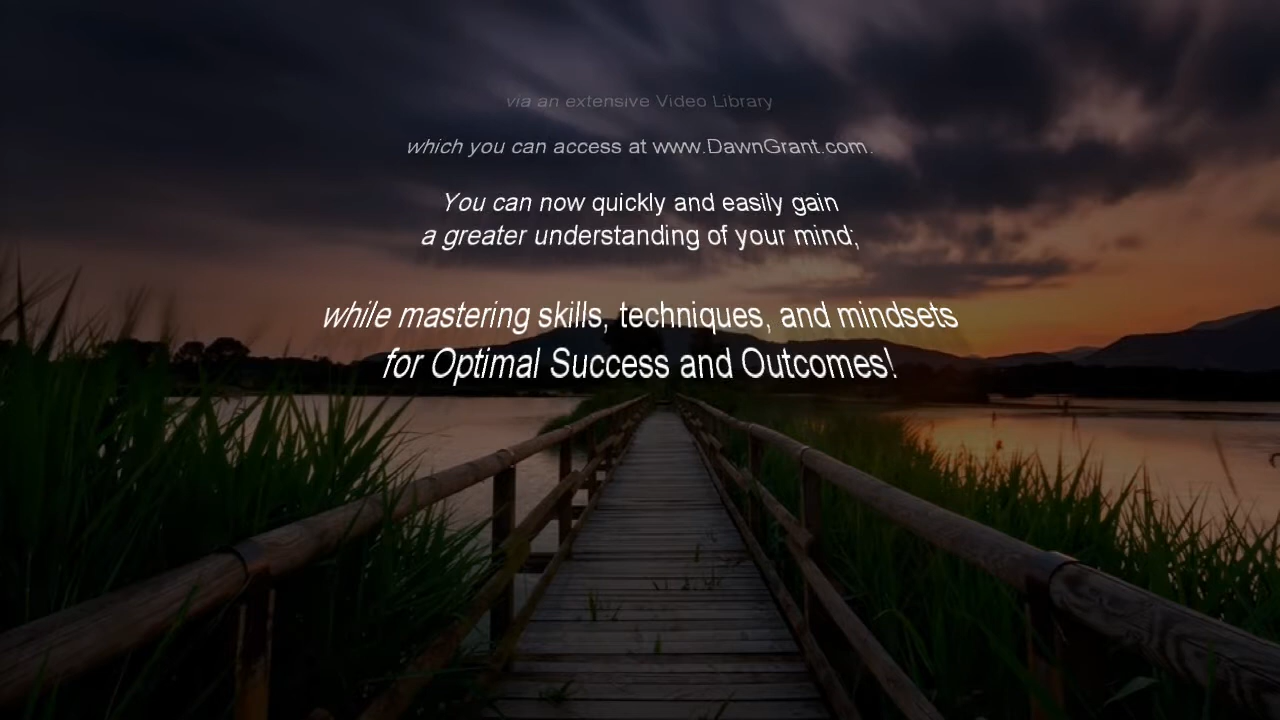 via an extensive Video Library
which you can access at www.DawnGrant.com.
You can now quickly and easily gain
a greater understanding of your mind;
while mastering skills, techniques, and mindsets
for Optimal Success and Outcomes!